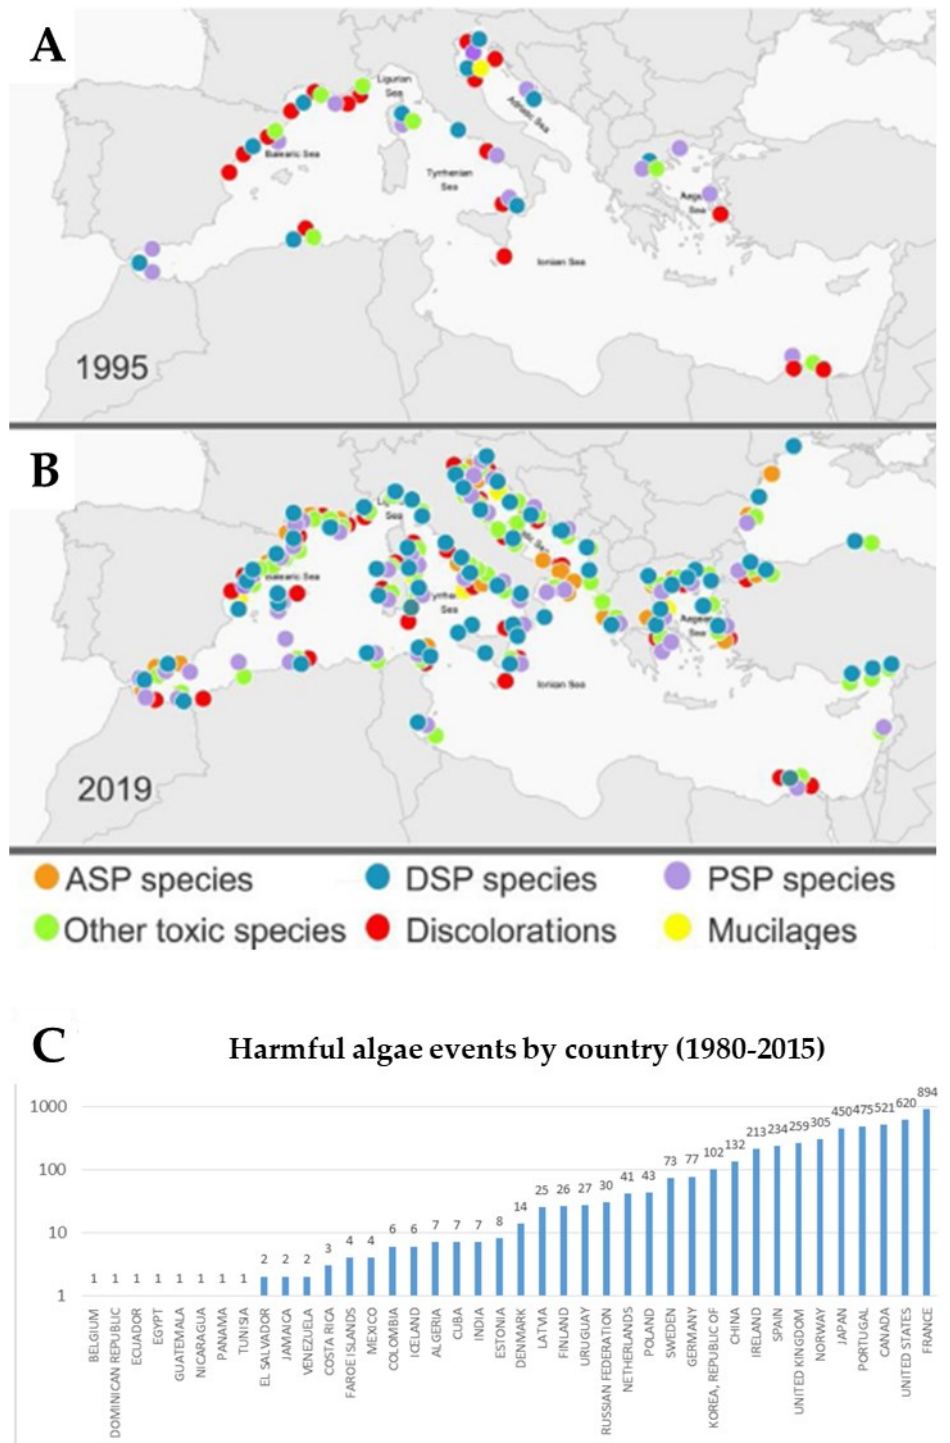 A
Ligurian
Sea
Adriatic Sea
Balearic Sea
Tyrrhenian
Sea
Sea
Ionian Sea
1995
B
Sea
Balearic Sea
Sea
Aegean
Sea
Ionian Sea
2019
ASP species
DSP species
PSP species
Other toxic species
Discolorations
Mucilages
C
Harmful algae events by country (1980-2015)
1000
100
10
1
1 1 1 1 1 1 1 1 2 2 2 3 4 4 6 6 7 7 7 8 14 25 26 27 30 41 43 73 77 102 132 213 234 259 305 450 475 521 620 894
BELGIUM
DOMINICAN REPUBLIC
ECUADOR
EGYPT
GUATEMALA
NICARAGUA
PANAMA
TUNISIA
EL SALVADOR
JAMAICA
VENEZUELA
COSTA RICA
FAROE ISLANDS
MEXICO
COLOMBIA
ICELAND
ALGERIA
CUBA
INDIA
ESTONIA
DENMARK
LATVIA
FINLAND
URUGUAY
RUSSIAN FEDERATION
NETHERLANDS
POLAND
SWEDEN
GERMANY
KOREA, REPUBLIC OF
CHINA
IRELAND
SPAIN
UNITED KINGDOM
NORWAY
JAPAN
PORTUGAL
CANADA
UNITED STATES
FRANCE